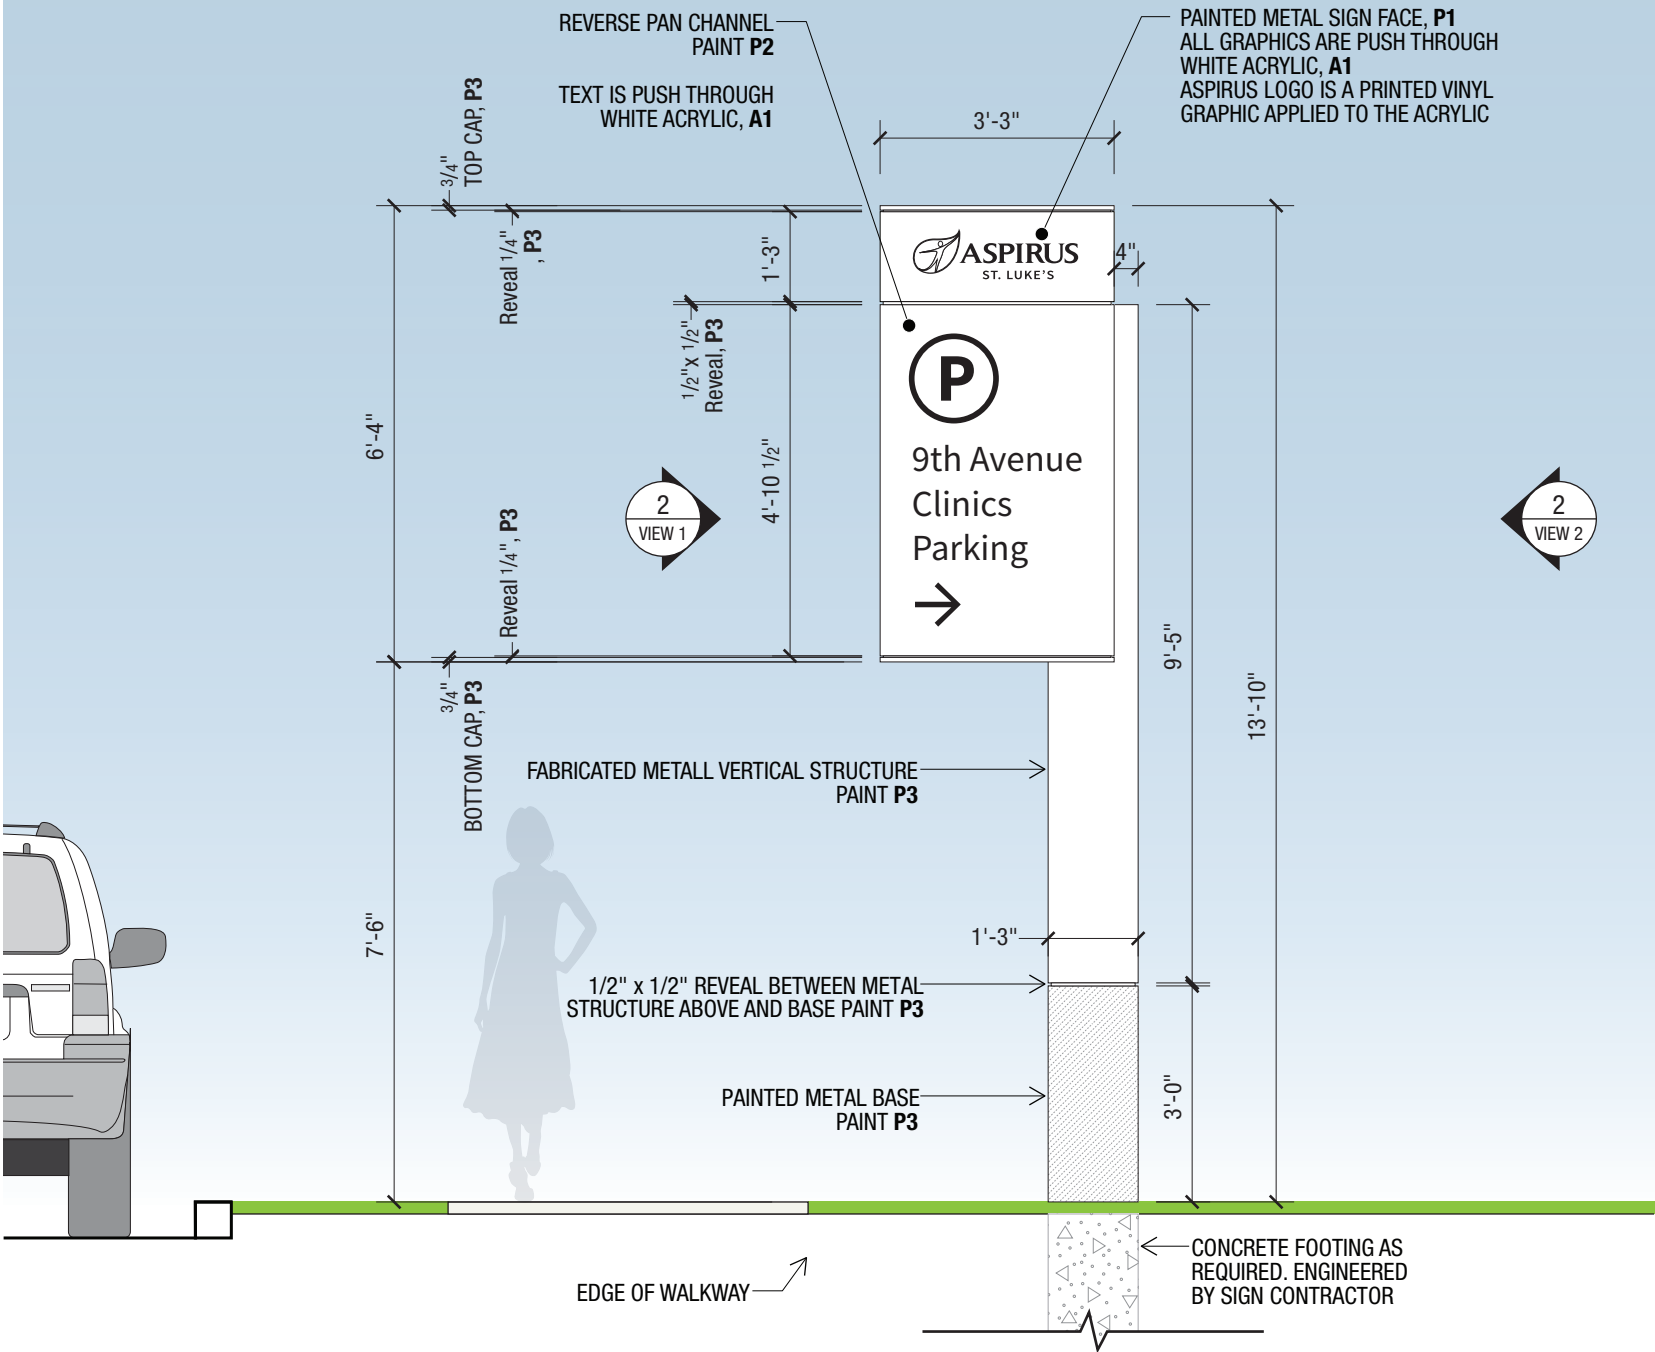 REVERSE PAN CHANNEL
PAINT P2
TEXT IS PUSH THROUGH
WHITE ACRYLIC, A1
PAINTED METAL SIGN FACE, P1
ALL GRAPHICS ARE PUSH THROUGH
WHITE ACRYLIC, A1
ASPIRUS LOGO IS A PRINTED VINYL
GRAPHIC APPLIED TO THE ACRYLIC
3/4"
TOP CAP, P3
3'-3"
Reveal 1/4"
, P3
1'-3"
ASPIRUS
ST. LUKE'S
4"
1/2"x 1/2"
Reveal, P3
6'-4"
4'-10 1/2"
P
9th Avenue
Clinics
Parking
→
2
VIEW 1
2
VIEW 2
Reveal 1/4", P3
3/4"
BOTTOM CAP, P3
9'-5"
13'-10"
FABRICATED METALL VERTICAL STRUCTURE
PAINT P3
7'-6"
1'-3"
1/2" x 1/2" REVEAL BETWEEN METAL
STRUCTURE ABOVE AND BASE PAINT P3
PAINTED METAL BASE
PAINT P3
3'-0"
EDGE OF WALKWAY
CONCRETE FOOTING AS
REQUIRED. ENGINEERED
BY SIGN CONTRACTOR